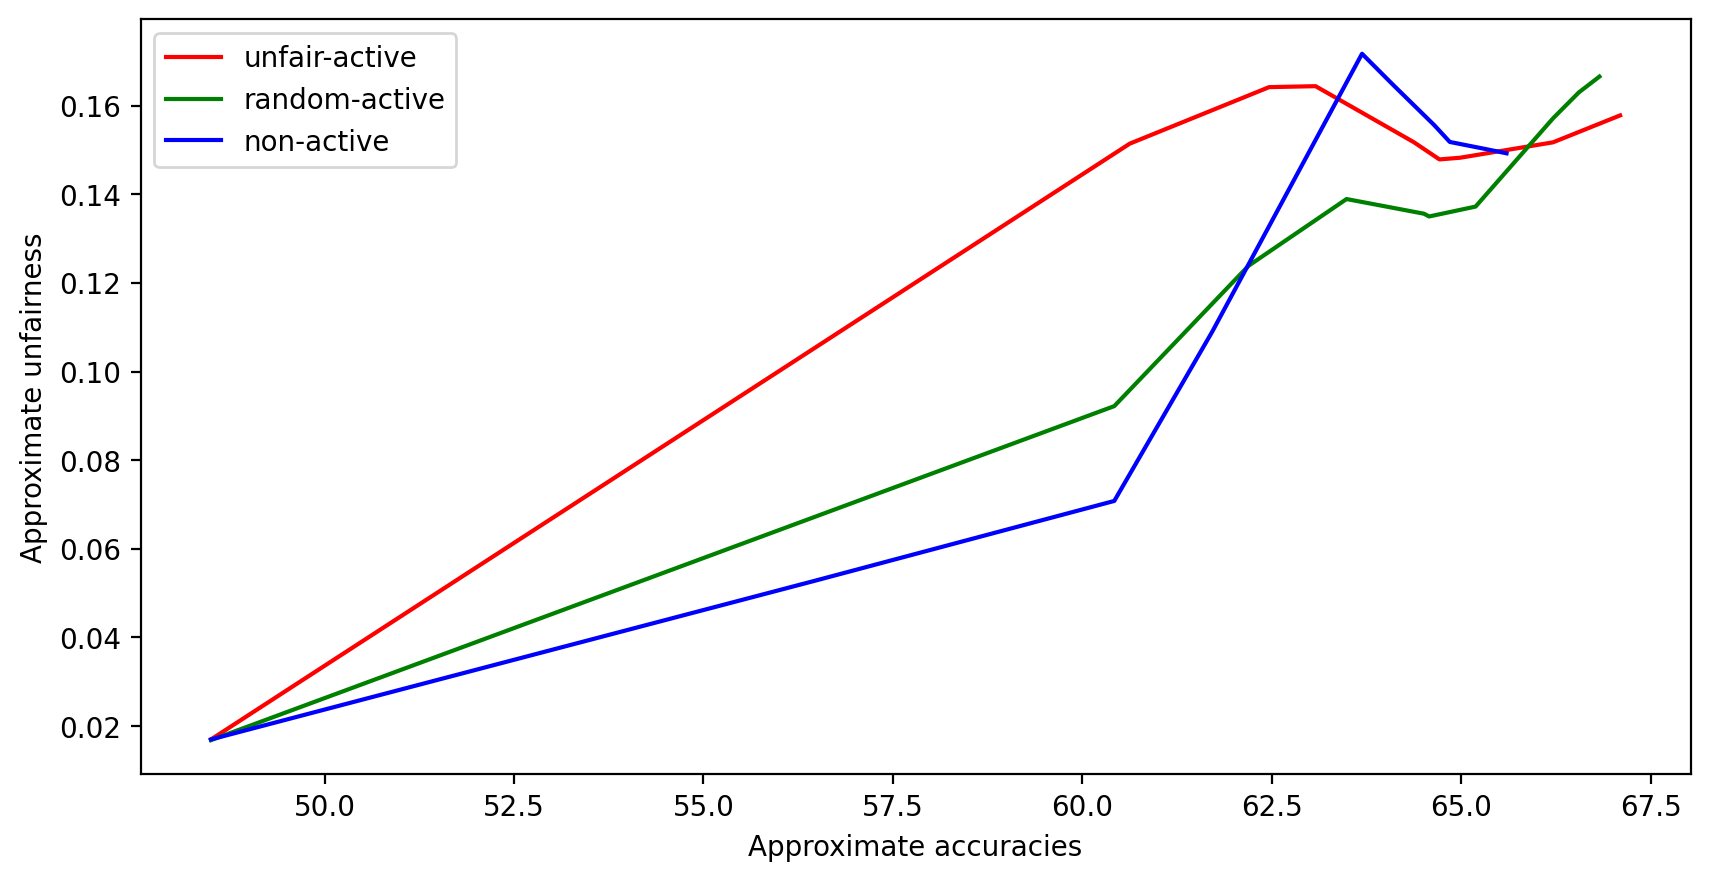 unfair-active
random-active
non-active
Approximate unfairness
0.16
0.14
0.12
0.10
0.08
0.06
0.04
0.02
50.0 52.5 55.0 57.5 60.0 62.5 65.0 67.5
Approximate accuracies